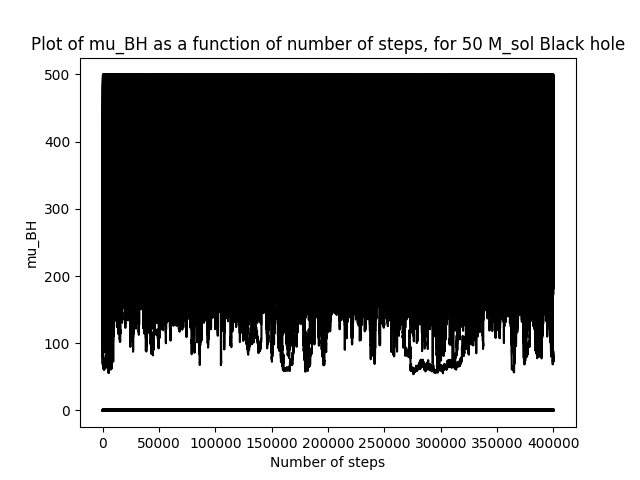 Plot of mu_BH as a function of number of steps, for 50 M_sol Black hole
500
400
300
200
100
0
mu_BH
0 50000 100000 150000 200000 250000 300000 350000 400000
Number of steps